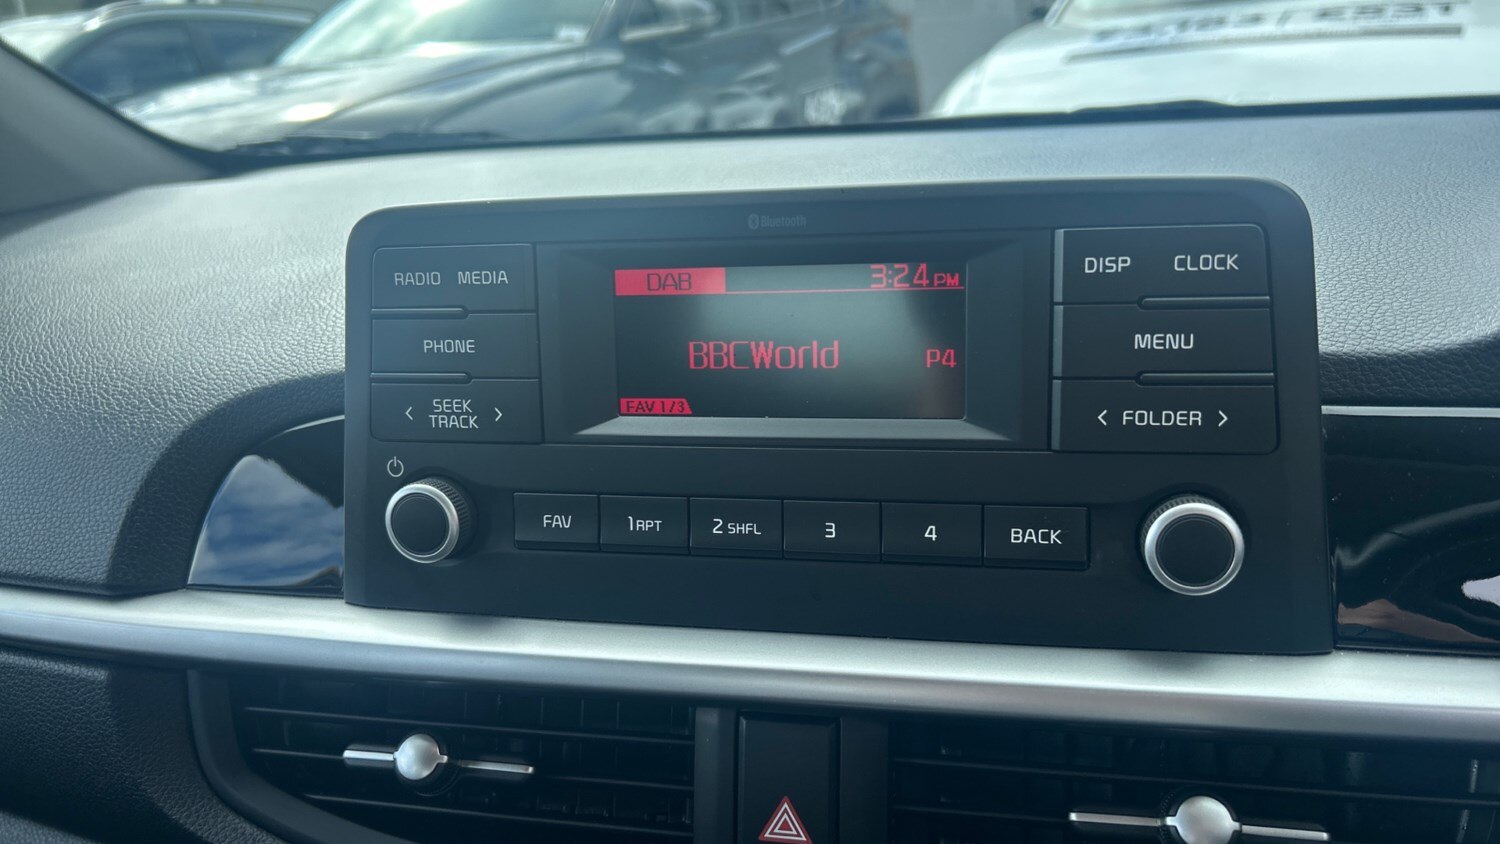 Bluetooth
RADIO MEDIA
DAB 3:24 PM
DISP CLOCK
PHONE
BBCWorld P4
MENU
< SEEK TRACK >
FAV 1/3
< FOLDER >
FAV
1 RPT
2 SHFL
3
4
BACK